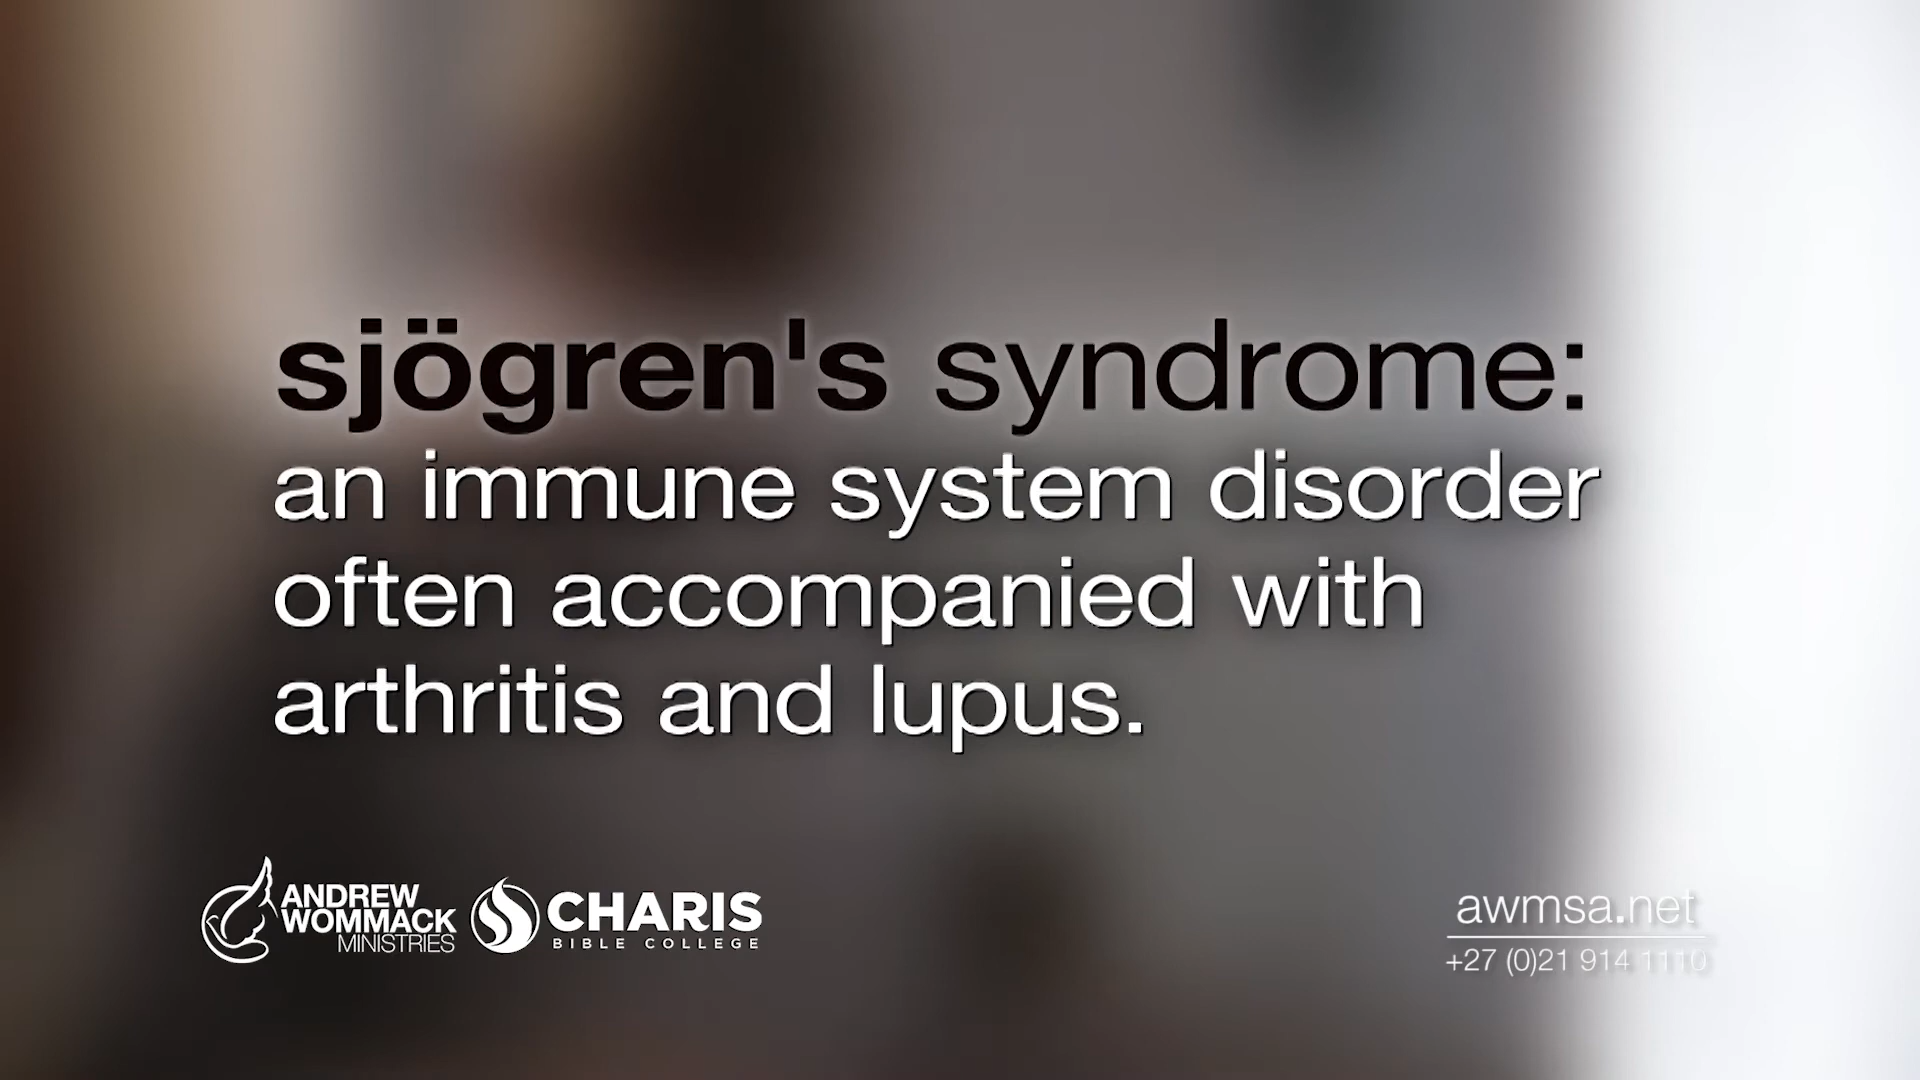 sjögren's syndrome:
an immune system disorder
often accompanied with
arthritis and lupus.
ANDREW
WOMMACK
MINISTRIES
CHARIS
BIBLE COLLEGE
awmsa.net
+27 (0)21 914 1110